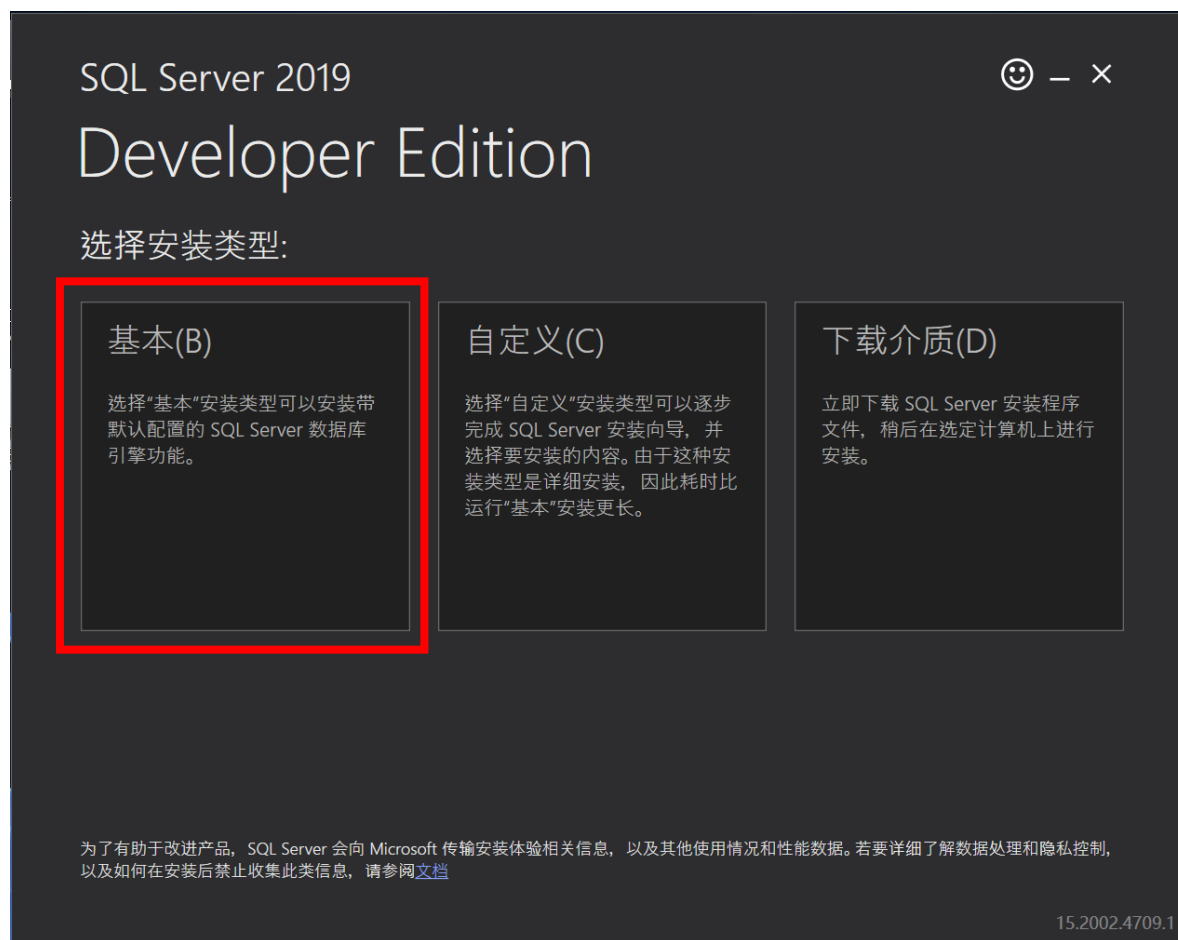 SQL Server 2019
Developer Edition
选择安装类型:
基本(B)
选择“基本”安装类型可以安装带
默认配置的 SQL Server 数据库
引擎功能。
自定义(C)
选择“自定义”安装类型可以逐步
完成 SQL Server 安装向导，并
选择要安装的内容。由于这种安
装类型是详细安装，因此耗时比
运行“基本”安装更长。
下载介质(D)
立即下载 SQL Server 安装程序
文件，稍后在选定计算机上进行
安装。
为了有助于改进产品，SQL Server 会向 Microsoft 传输安装体验相关信息，以及其他使用情况和性能数据。若要详细了解数据处理和隐私控制，
以及如何在安装后禁止收集此类信息，请参阅文档
15.2002.4709.1